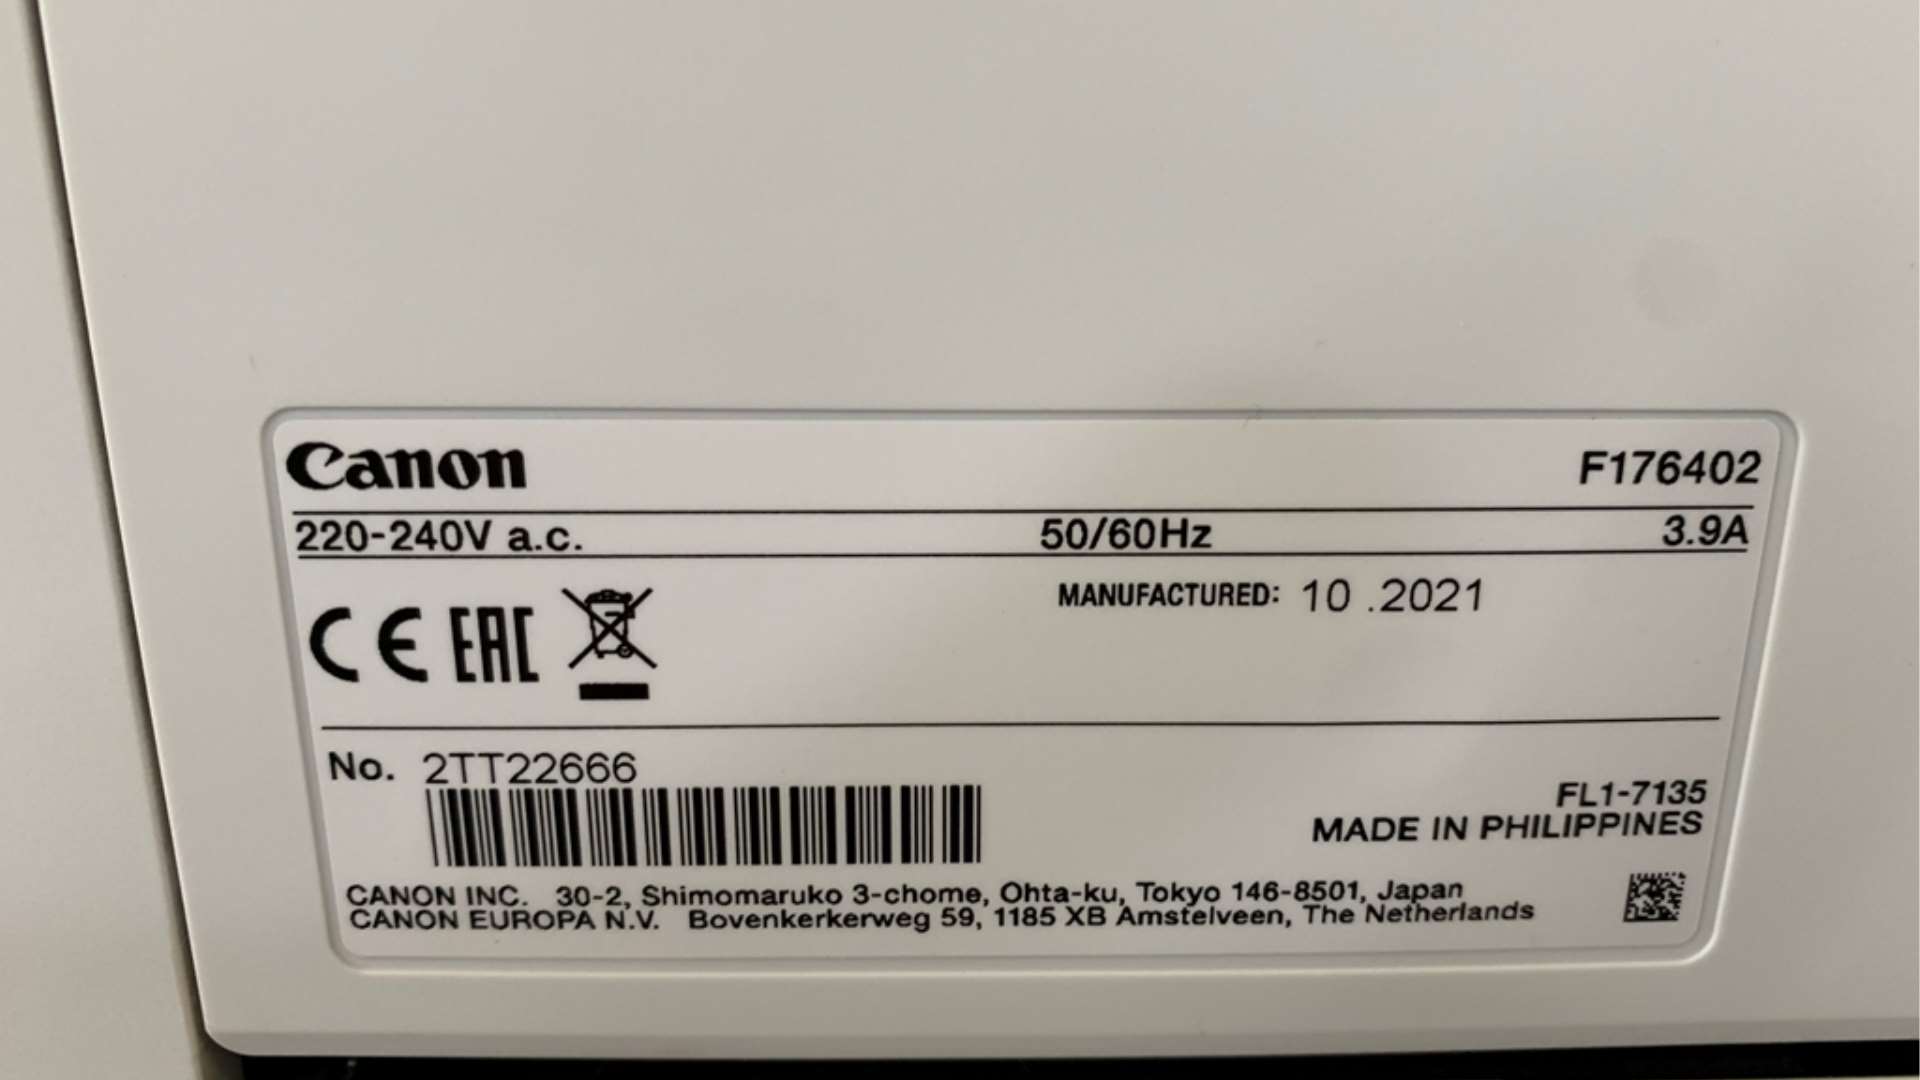 Canon F176402
220-240V a.c. 50/60Hz 3.9A
MANUFACTURED: 10 .2021
CE EAC
No. 2TT22666
FL1-7135
MADE IN PHILIPPINES
CANON INC. 30-2, Shimomaruko 3-chome, Ohta-ku, Tokyo 146-8501, Japan
CANON EUROPA N.V. Bovenkerkerweg 59, 1185 XB Amstelveen, The Netherlands